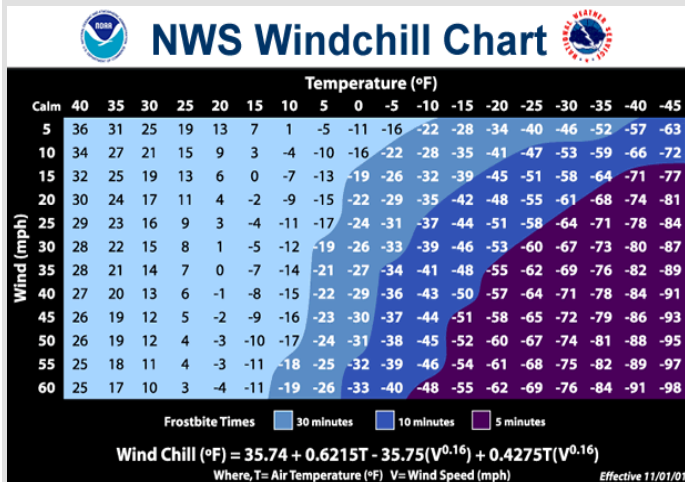 NOAA
NWS Windchill Chart
NATIONAL WEATHER SERVICE
Temperature (ºF)
Calm 40 35 30 25 20 15 10 5 0 -5 -10 -15 -20 -25 -30 -35 -40 -45
5 36 31 25 19 13 7 1 -5 -11 -16 -22 -28 -34 -40 -46 -52 -57 -63
10 34 27 21 15 9 3 -4 -10 -16 -22 -28 -35 -41 -47 -53 -59 -66 -72
15 32 25 19 13 6 0 -7 -13 -19 -26 -32 -39 -45 -51 -58 -64 -71 -77
20 30 24 17 11 4 -2 -9 -15 -22 -29 -35 -42 -48 -55 -61 -68 -74 -81
25 29 23 16 9 3 -4 -11 -17 -24 -31 -37 -44 -51 -58 -64 -71 -78 -84
30 28 22 15 8 1 -5 -12 -19 -26 -33 -39 -46 -53 -60 -67 -73 -80 -87
35 28 21 14 7 0 -7 -14 -21 -27 -34 -41 -48 -55 -62 -69 -76 -82 -89
40 27 20 13 6 -1 -8 -15 -22 -29 -36 -43 -50 -57 -64 -71 -78 -84 -91
45 26 19 12 5 -2 -9 -16 -23 -30 -37 -44 -51 -58 -65 -72 -79 -86 -93
50 26 19 12 4 -3 -10 -17 -24 -31 -38 -45 -52 -60 -67 -74 -81 -88 -95
55 25 18 11 4 -3 -11 -18 -25 -32 -39 -46 -54 -61 -68 -75 -82 -89 -97
60 25 17 10 3 -4 -11 -19 -26 -33 -40 -48 -55 -62 -69 -76 -84 -91 -98
Wind (mph)
Frostbite Times 30 minutes 10 minutes 5 minutes
Wind Chill (ºF) = 35.74 + 0.6215T - 35.75(V0.16) + 0.4275T(V0.16)
Where, T= Air Temperature (ºF) V= Wind Speed (mph) Effective 11/01/01